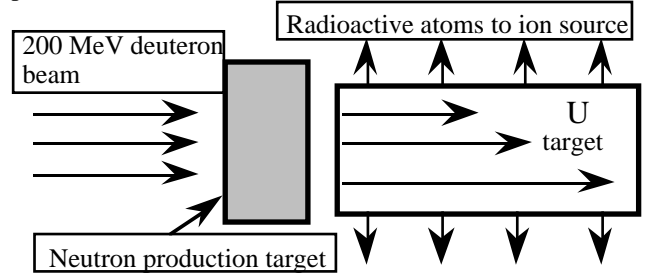 Radioactive atoms to ion source
200 MeV deuteron
beam
U
target
Neutron production target